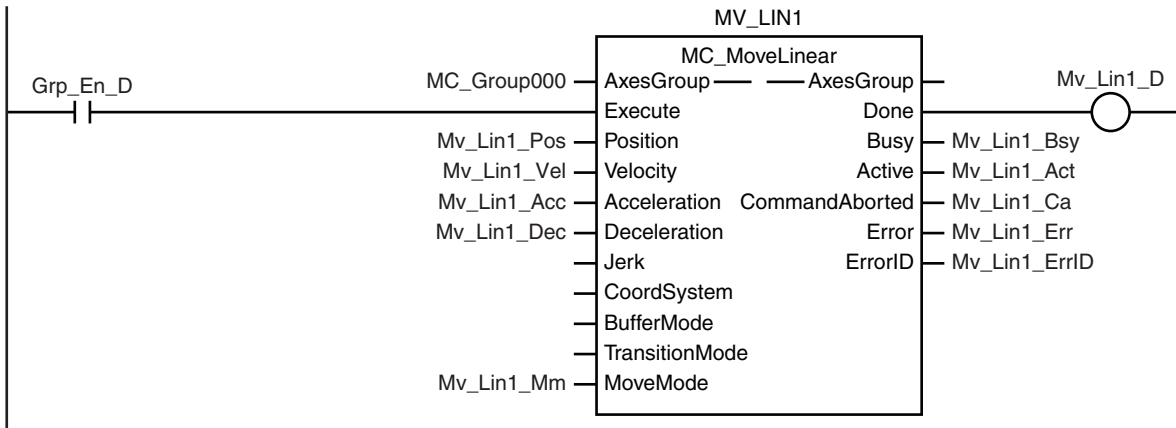 MV_LIN1
MC_MoveLinear
MC_Group000 AxesGroup AxesGroup
Grp_En_D Mv_Lin1_D
Execute Done
Mv_Lin1_Pos Position Busy Mv_Lin1_Bsy
Mv_Lin1_Vel Velocity Active Mv_Lin1_Act
Mv_Lin1_Acc Acceleration CommandAborted Mv_Lin1_Ca
Mv_Lin1_Dec Deceleration Error Mv_Lin1_Err
Jerk ErrorID Mv_Lin1_ErrID
CoordSystem
BufferMode
TransitionMode
Mv_Lin1_Mm MoveMode